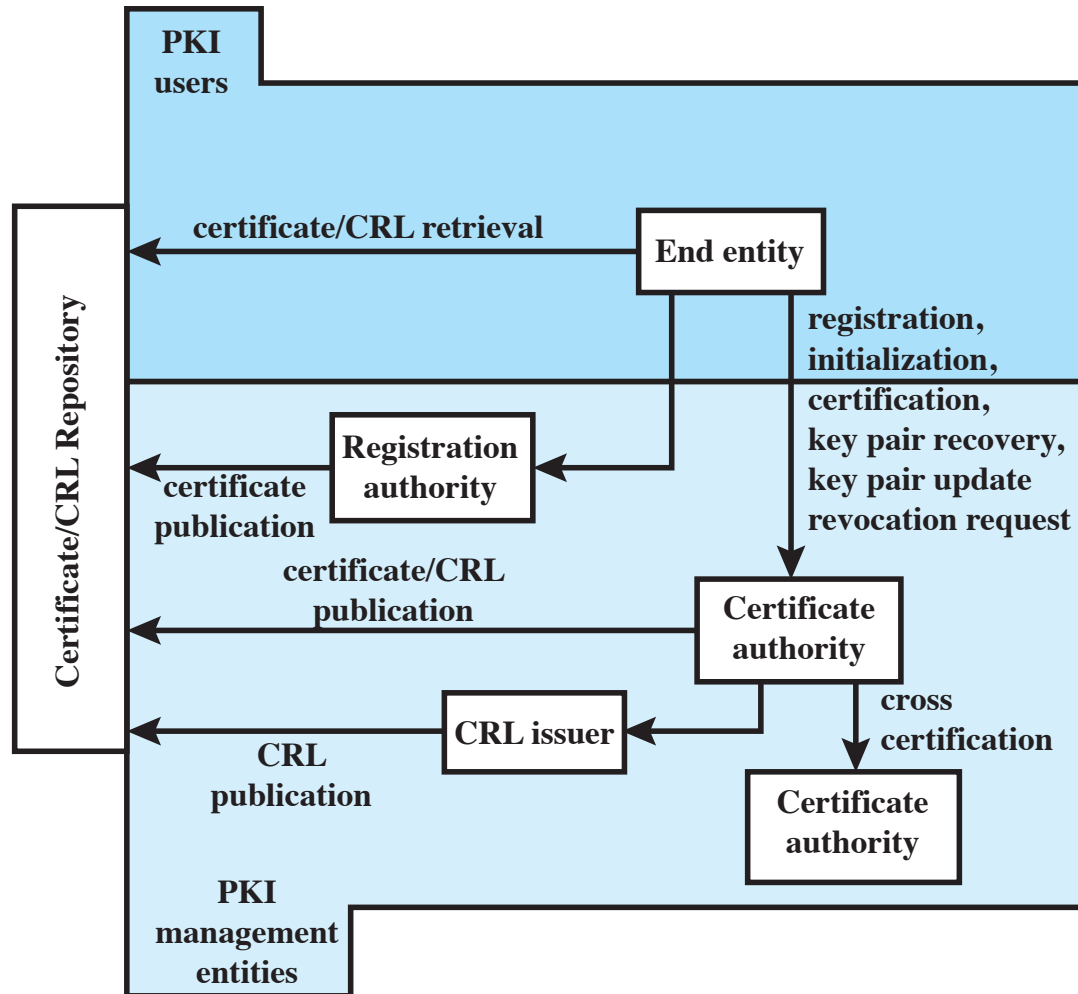 PKI
users
certificate/CRL retrieval
End entity
registration,
initialization,
certification,
key pair recovery,
key pair update
revocation request
Certificate/CRL Repository
Registration
authority
certificate
publication
certificate/CRL
publication
Certificate
authority
CRL issuer
CRL
publication
cross
certification
Certificate
authority
PKI
management
entities